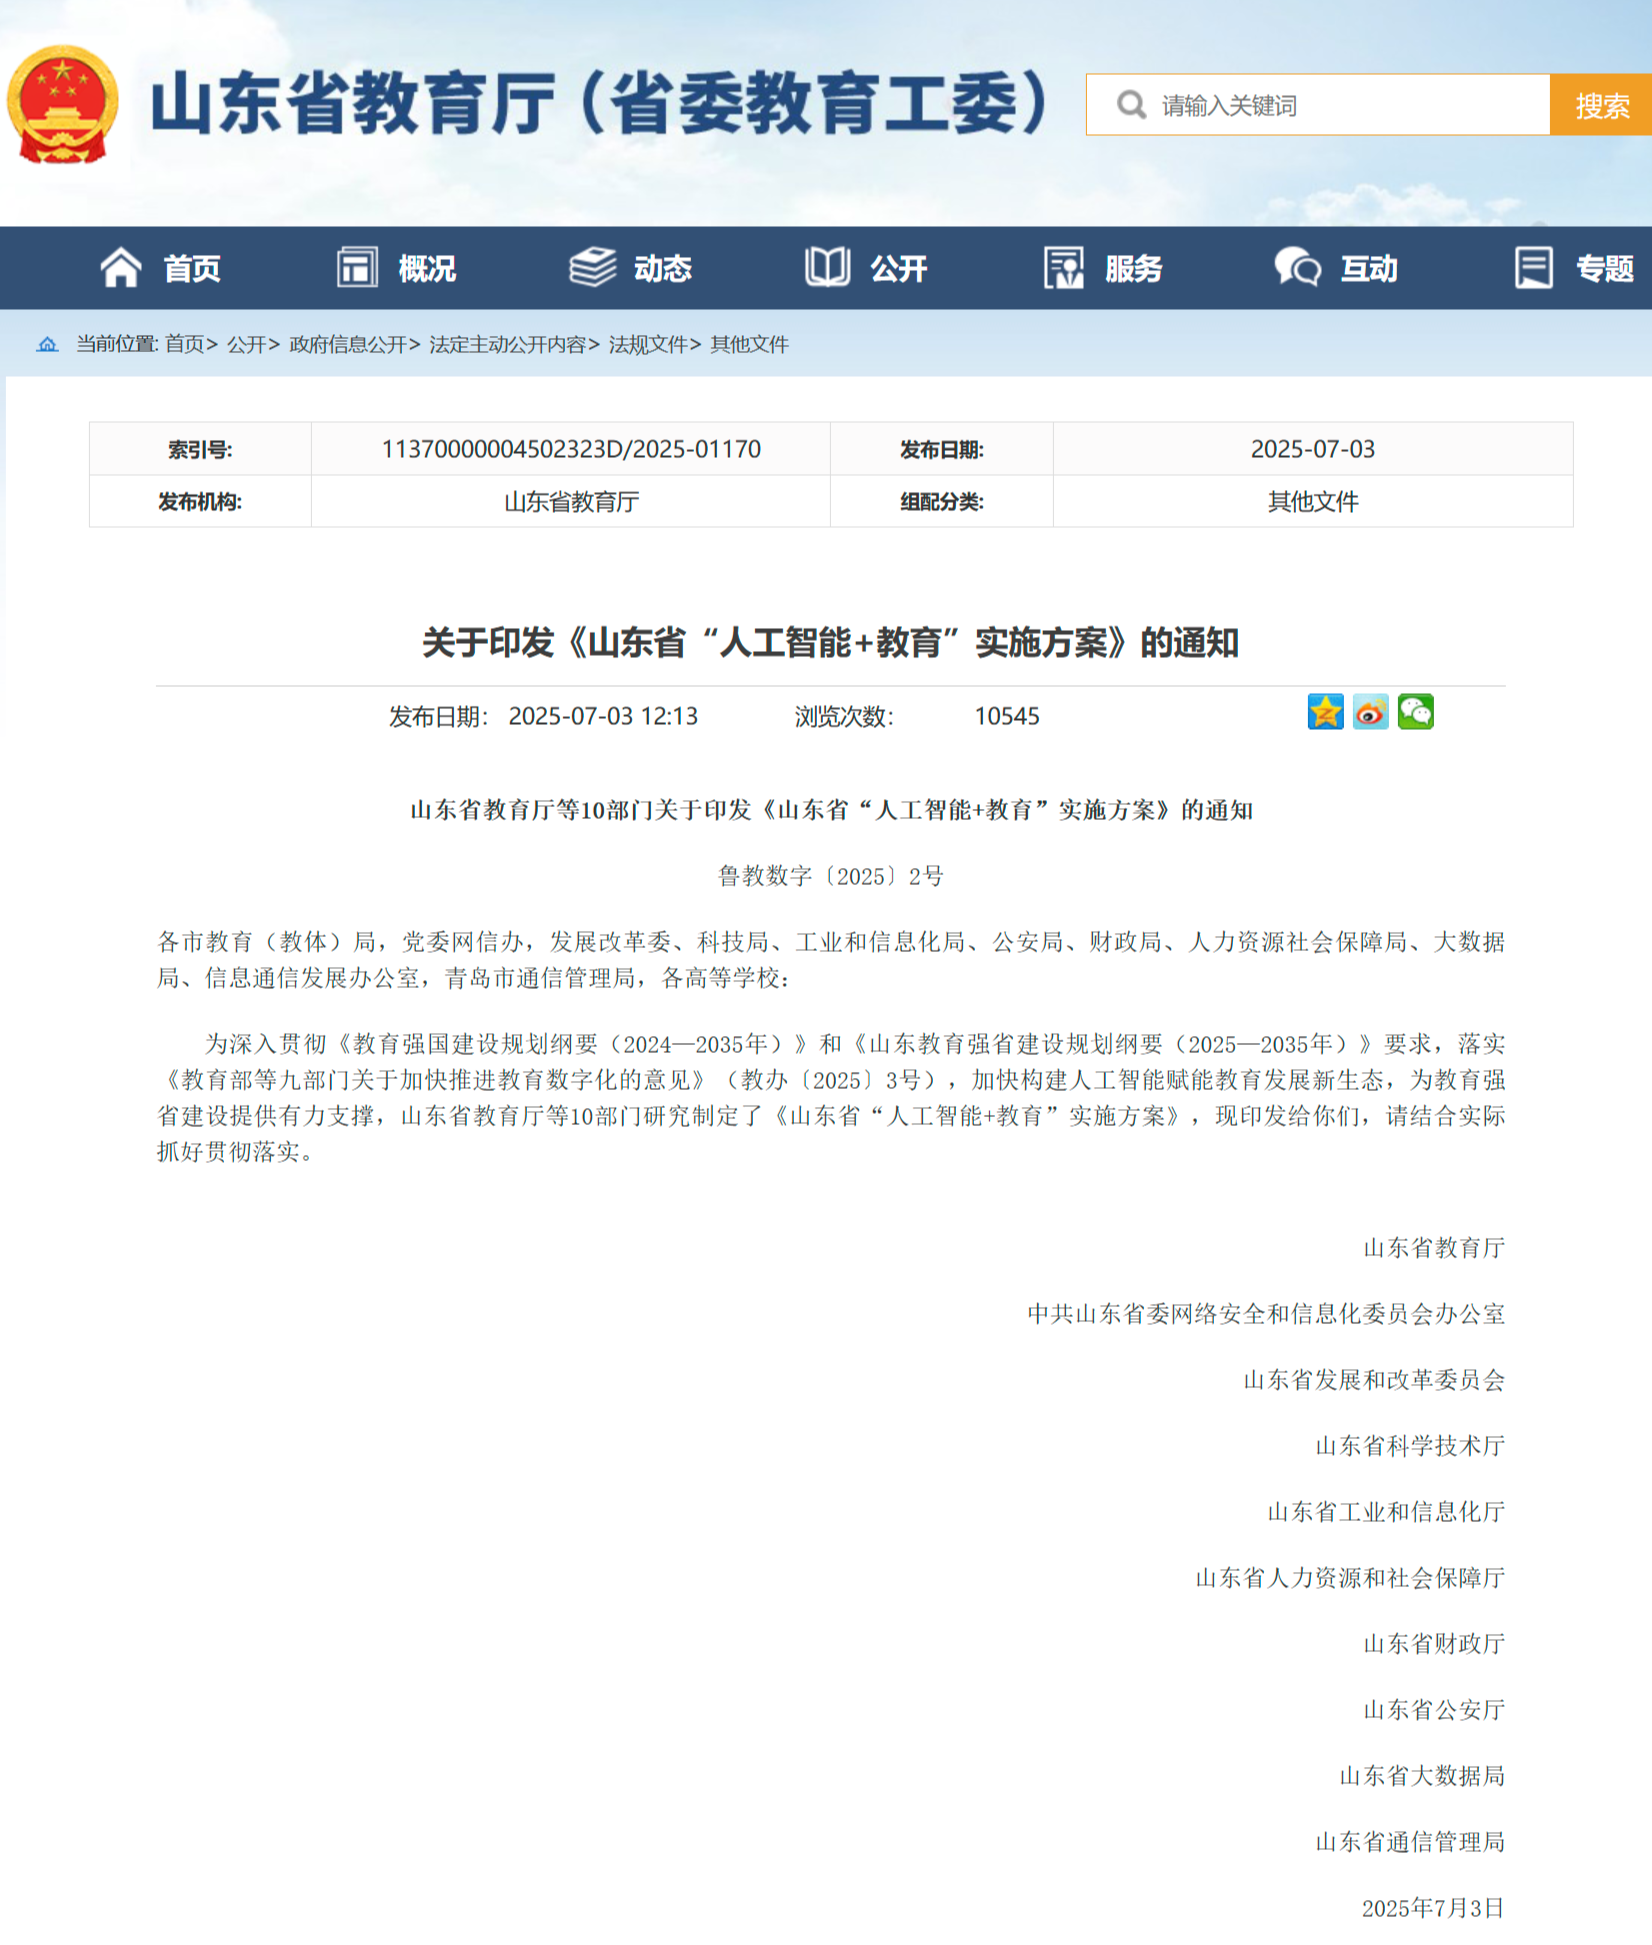 山东省教育厅（省委教育工委）
请输入关键词
搜索
首页 概况 动态 公开 服务 互动 专题
当前位置: 首页> 公开> 政府信息公开> 法定主动公开内容> 法规文件> 其他文件
索引号: 11370000004502323D/2025-01170 发布日期: 2025-07-03
发布机构: 山东省教育厅 组配分类: 其他文件
关于印发《山东省“人工智能+教育”实施方案》的通知
发布日期： 2025-07-03 12:13 浏览次数： 10545
山东省教育厅等10部门关于印发《山东省“人工智能+教育”实施方案》的通知
鲁教数字〔2025〕2号
各市教育（教体）局，党委网信办，发展改革委、科技局、工业和信息化局、公安局、财政局、人力资源社会保障局、大数据
局、信息通信发展办公室，青岛市通信管理局，各高等学校：
为深入贯彻《教育强国建设规划纲要（2024—2035年）》和《山东教育强省建设规划纲要（2025—2035年）》要求，落实
《教育部等九部门关于加快推进教育数字化的意见》（教办〔2025〕3号），加快构建人工智能赋能教育发展新生态，为教育强
省建设提供有力支撑，山东省教育厅等10部门研究制定了《山东省“人工智能+教育”实施方案》，现印发给你们，请结合实际
抓好贯彻落实。
山东省教育厅
中共山东省委网络安全和信息化委员会办公室
山东省发展和改革委员会
山东省科学技术厅
山东省工业和信息化厅
山东省人力资源和社会保障厅
山东省财政厅
山东省公安厅
山东省大数据局
山东省通信管理局
2025年7月3日